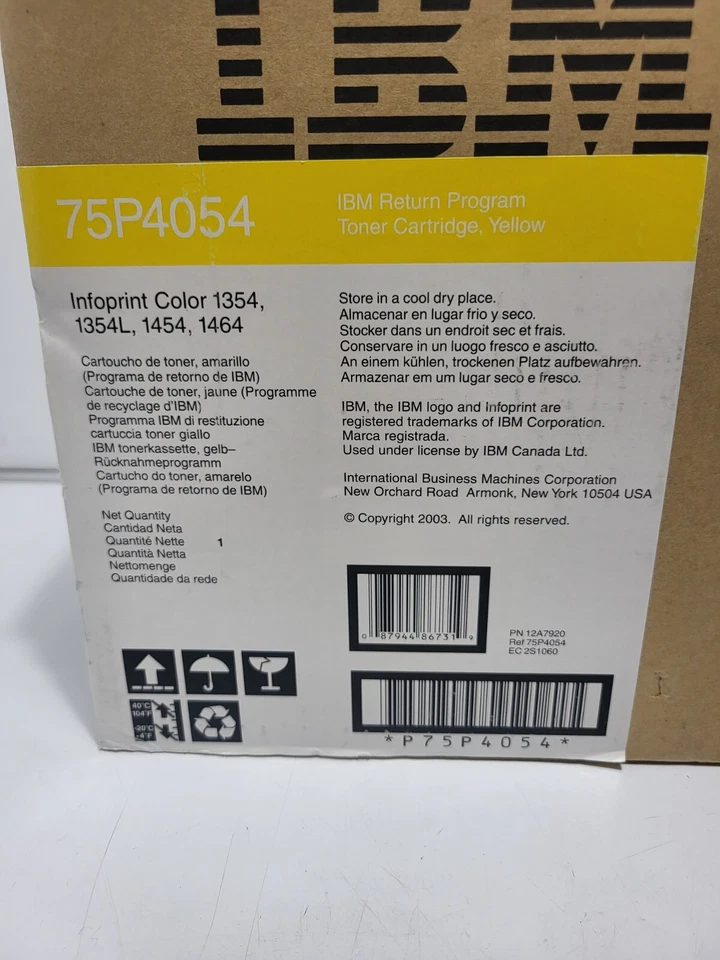 IBM
75P4054
IBM Return Program
Toner Cartridge, Yellow
Infoprint Color 1354,
1354L, 1454, 1464
Cartoucho de toner, amarillo
(Programa de retorno de IBM)
Cartouche de toner, jaune (Programme
de recyclage d'IBM)
Programma IBM di restituzione
cartuccia toner giallo
IBM tonerkassette, gelb–
Rücknahmeprogramm
Cartucho do toner, amarelo
(Programa de retorno de IBM)
Net Quantity
Cantidad Neta
Quantité Nette 1
Quantità Netta
Nettomenge
Quantidade da rede
Store in a cool dry place.
Almacenar en lugar frio y seco.
Stocker dans un endroit sec et frais.
Conservare in un luogo fresco e asciutto.
An einem kühlen, trockenen Platz aufbewahren.
Armazenar em um lugar seco e fresco.
IBM, the IBM logo and Infoprint are
registered trademarks of IBM Corporation.
Marca registrada.
Used under license by IBM Canada Ltd.
International Business Machines Corporation
New Orchard Road Armonk, New York 10504 USA
© Copyright 2003. All rights reserved.
0 87944 86731 9
PN 12A7920
Ref 75P4054
EC 2S1060
*P75P4054*
40°C
104°F
-20°C
-4°F